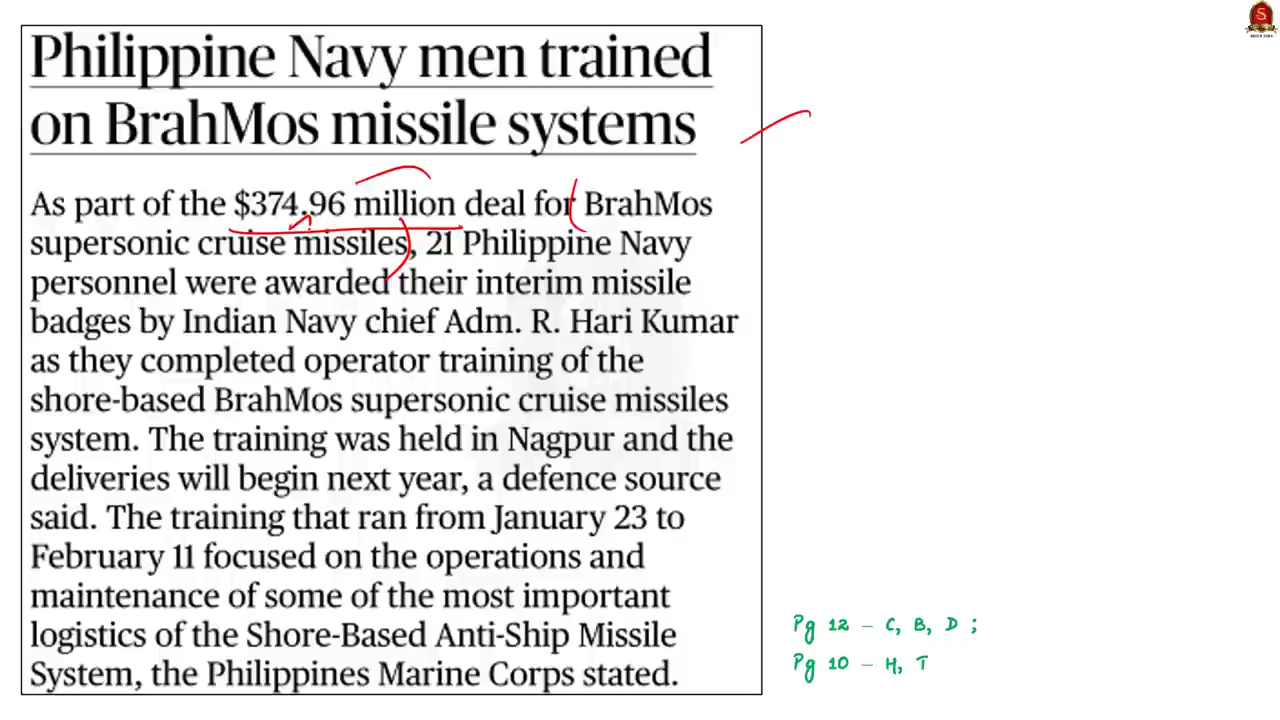 Philippine Navy men trained
on BrahMos missile systems
As part of the $374.96 million deal for BrahMos
supersonic cruise missiles, 21 Philippine Navy
personnel were awarded their interim missile
badges by Indian Navy chief Adm. R. Hari Kumar
as they completed operator training of the
shore-based BrahMos supersonic cruise missiles
system. The training was held in Nagpur and the
deliveries will begin next year, a defence source
said. The training that ran from January 23 to
February 11 focused on the operations and
maintenance of some of the most important
logistics of the Shore-Based Anti-Ship Missile
System, the Philippines Marine Corps stated.
Pg 12 – C, B, D ;
Pg 10 – H, T